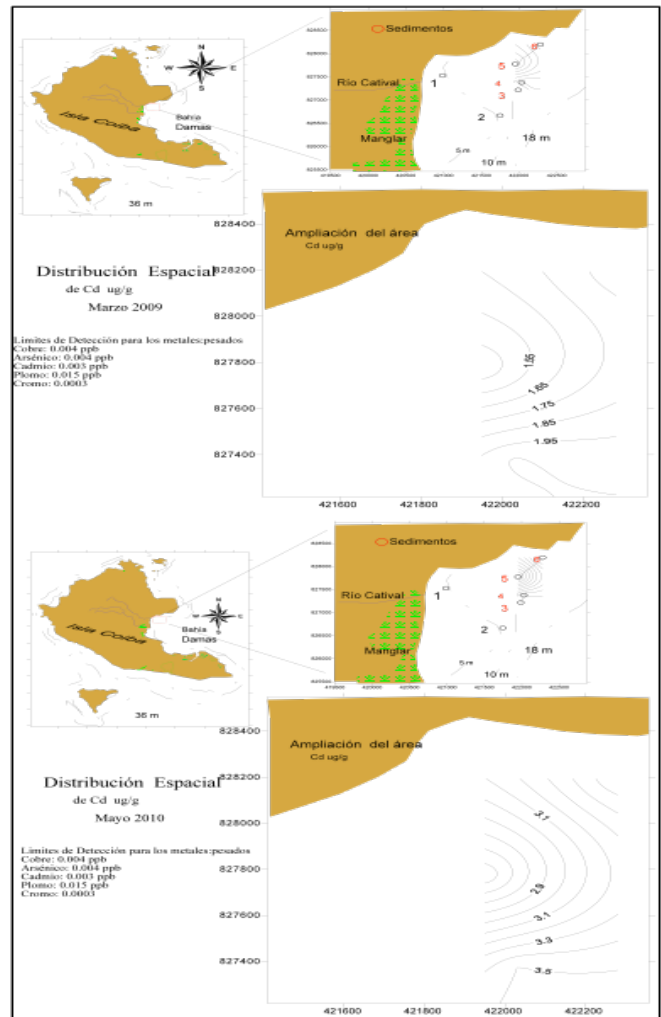 N
W E
S
Isla Coiba
Bahía
Damas
36 m
Sedimentos
Río Catival
Manglar
1
2
3
4
5
6
5 m
10 m
18 m
Distribución Espacial
de Cd ug/g
Marzo 2009
Limites de Detección para los metales:pesados
Cobre: 0.004 ppb
Arsénico: 0.004 ppb
Cadmio: 0.003 ppb
Plomo: 0.015 ppb
Cromo: 0.0003
Ampliación del área
Cd ug/g
828400
828200
828000
827800
827600
827400
1.55
1.65
1.75
1.85
1.95
421600 421800 422000 422200
N
W E
S
Isla Coiba
Bahía
Damas
36 m
Sedimentos
Río Catival
Manglar
1
2
3
4
5
6
5 m
10 m
18 m
Distribución Espacial
de Cd ug/g
Mayo 2010
Limites de Detección para los metales:pesados
Cobre: 0.004 ppb
Arsénico: 0.004 ppb
Cadmio: 0.003 ppb
Plomo: 0.015 ppb
Cromo: 0.0003
Ampliación del área
Cd ug/g
828400
828200
828000
827800
827600
827400
3.1
2.9
3.1
3.3
3.5
421600 421800 422000 422200